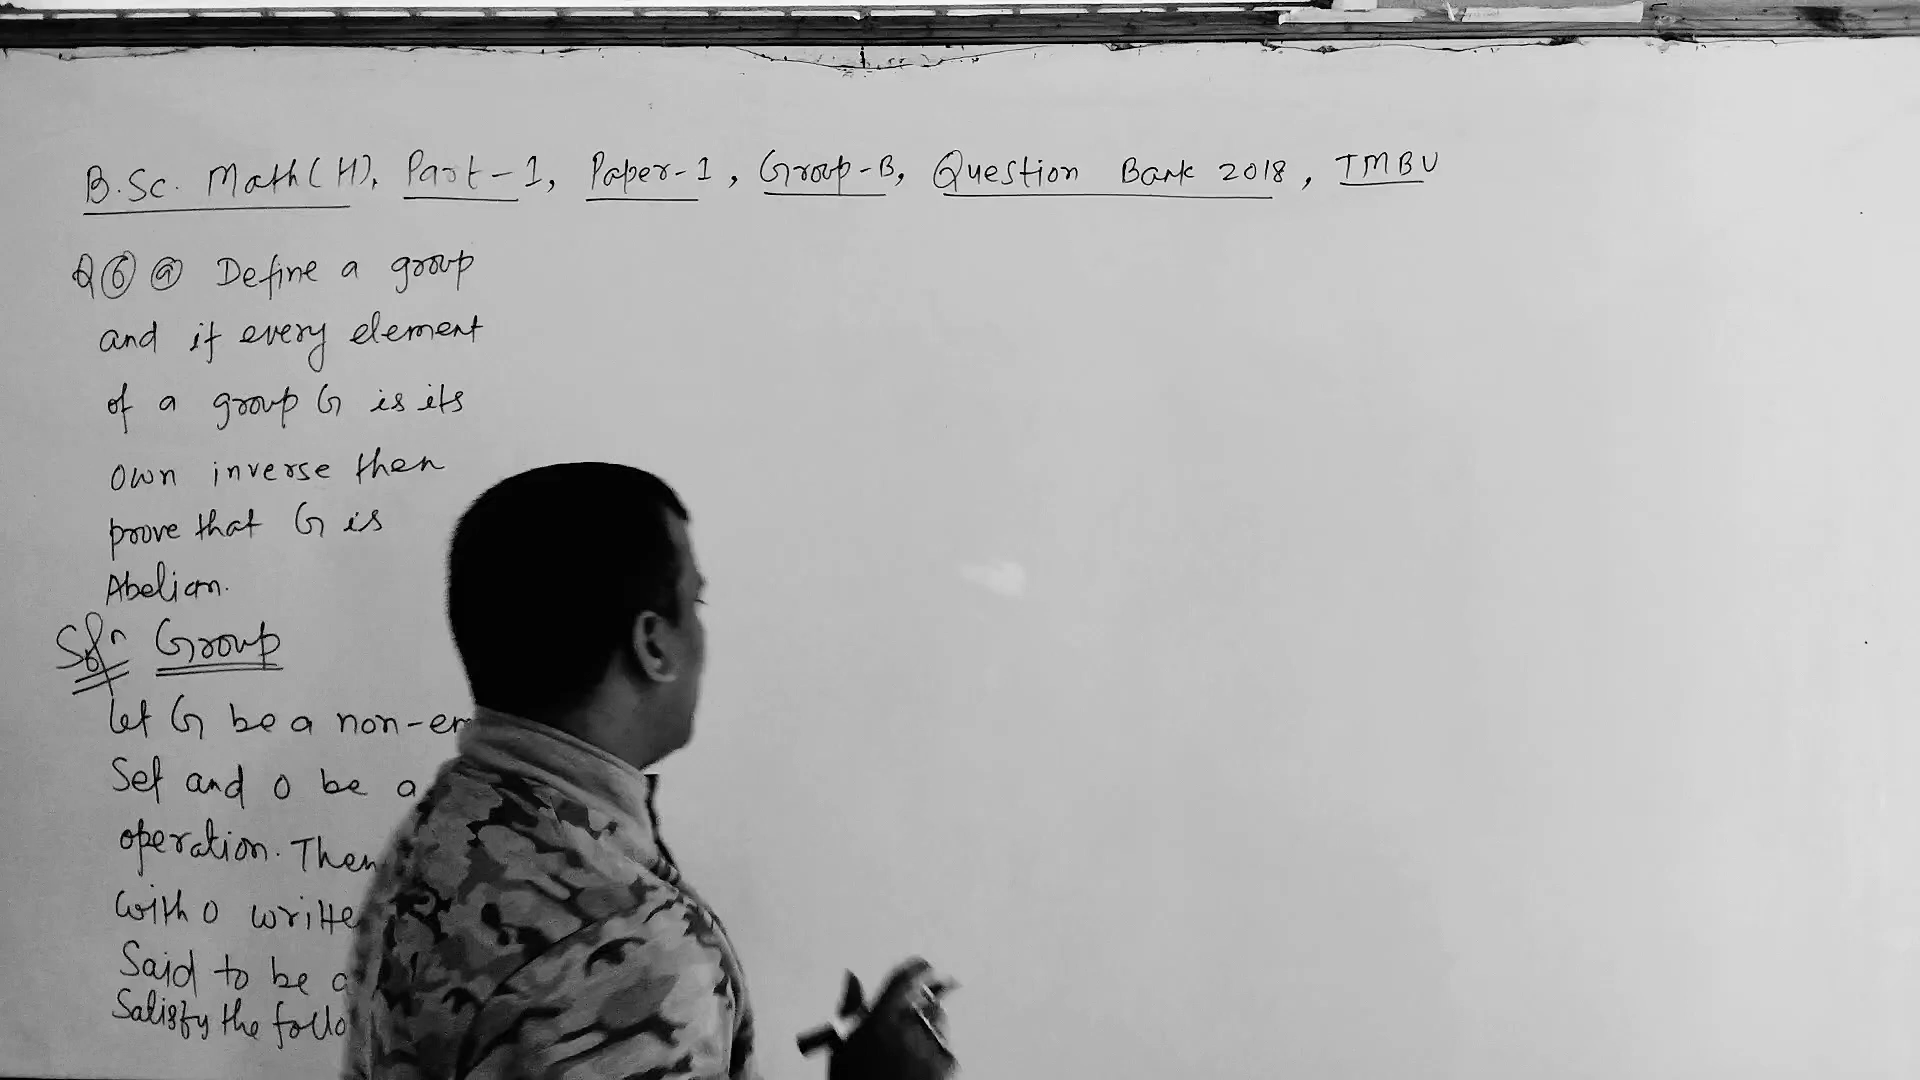 B.Sc. Math(H), Part-1, Paper-1, Group-B, Question Bank 2018, TMBU
Q 6 a Define a group
and if every element
of a group G is its
own inverse then
prove that G is
Abelian.
Solⁿ Group
Let G be a non-em
Set and o be a
operation. Then
with o writte
Said to be a
Satisfy the follo